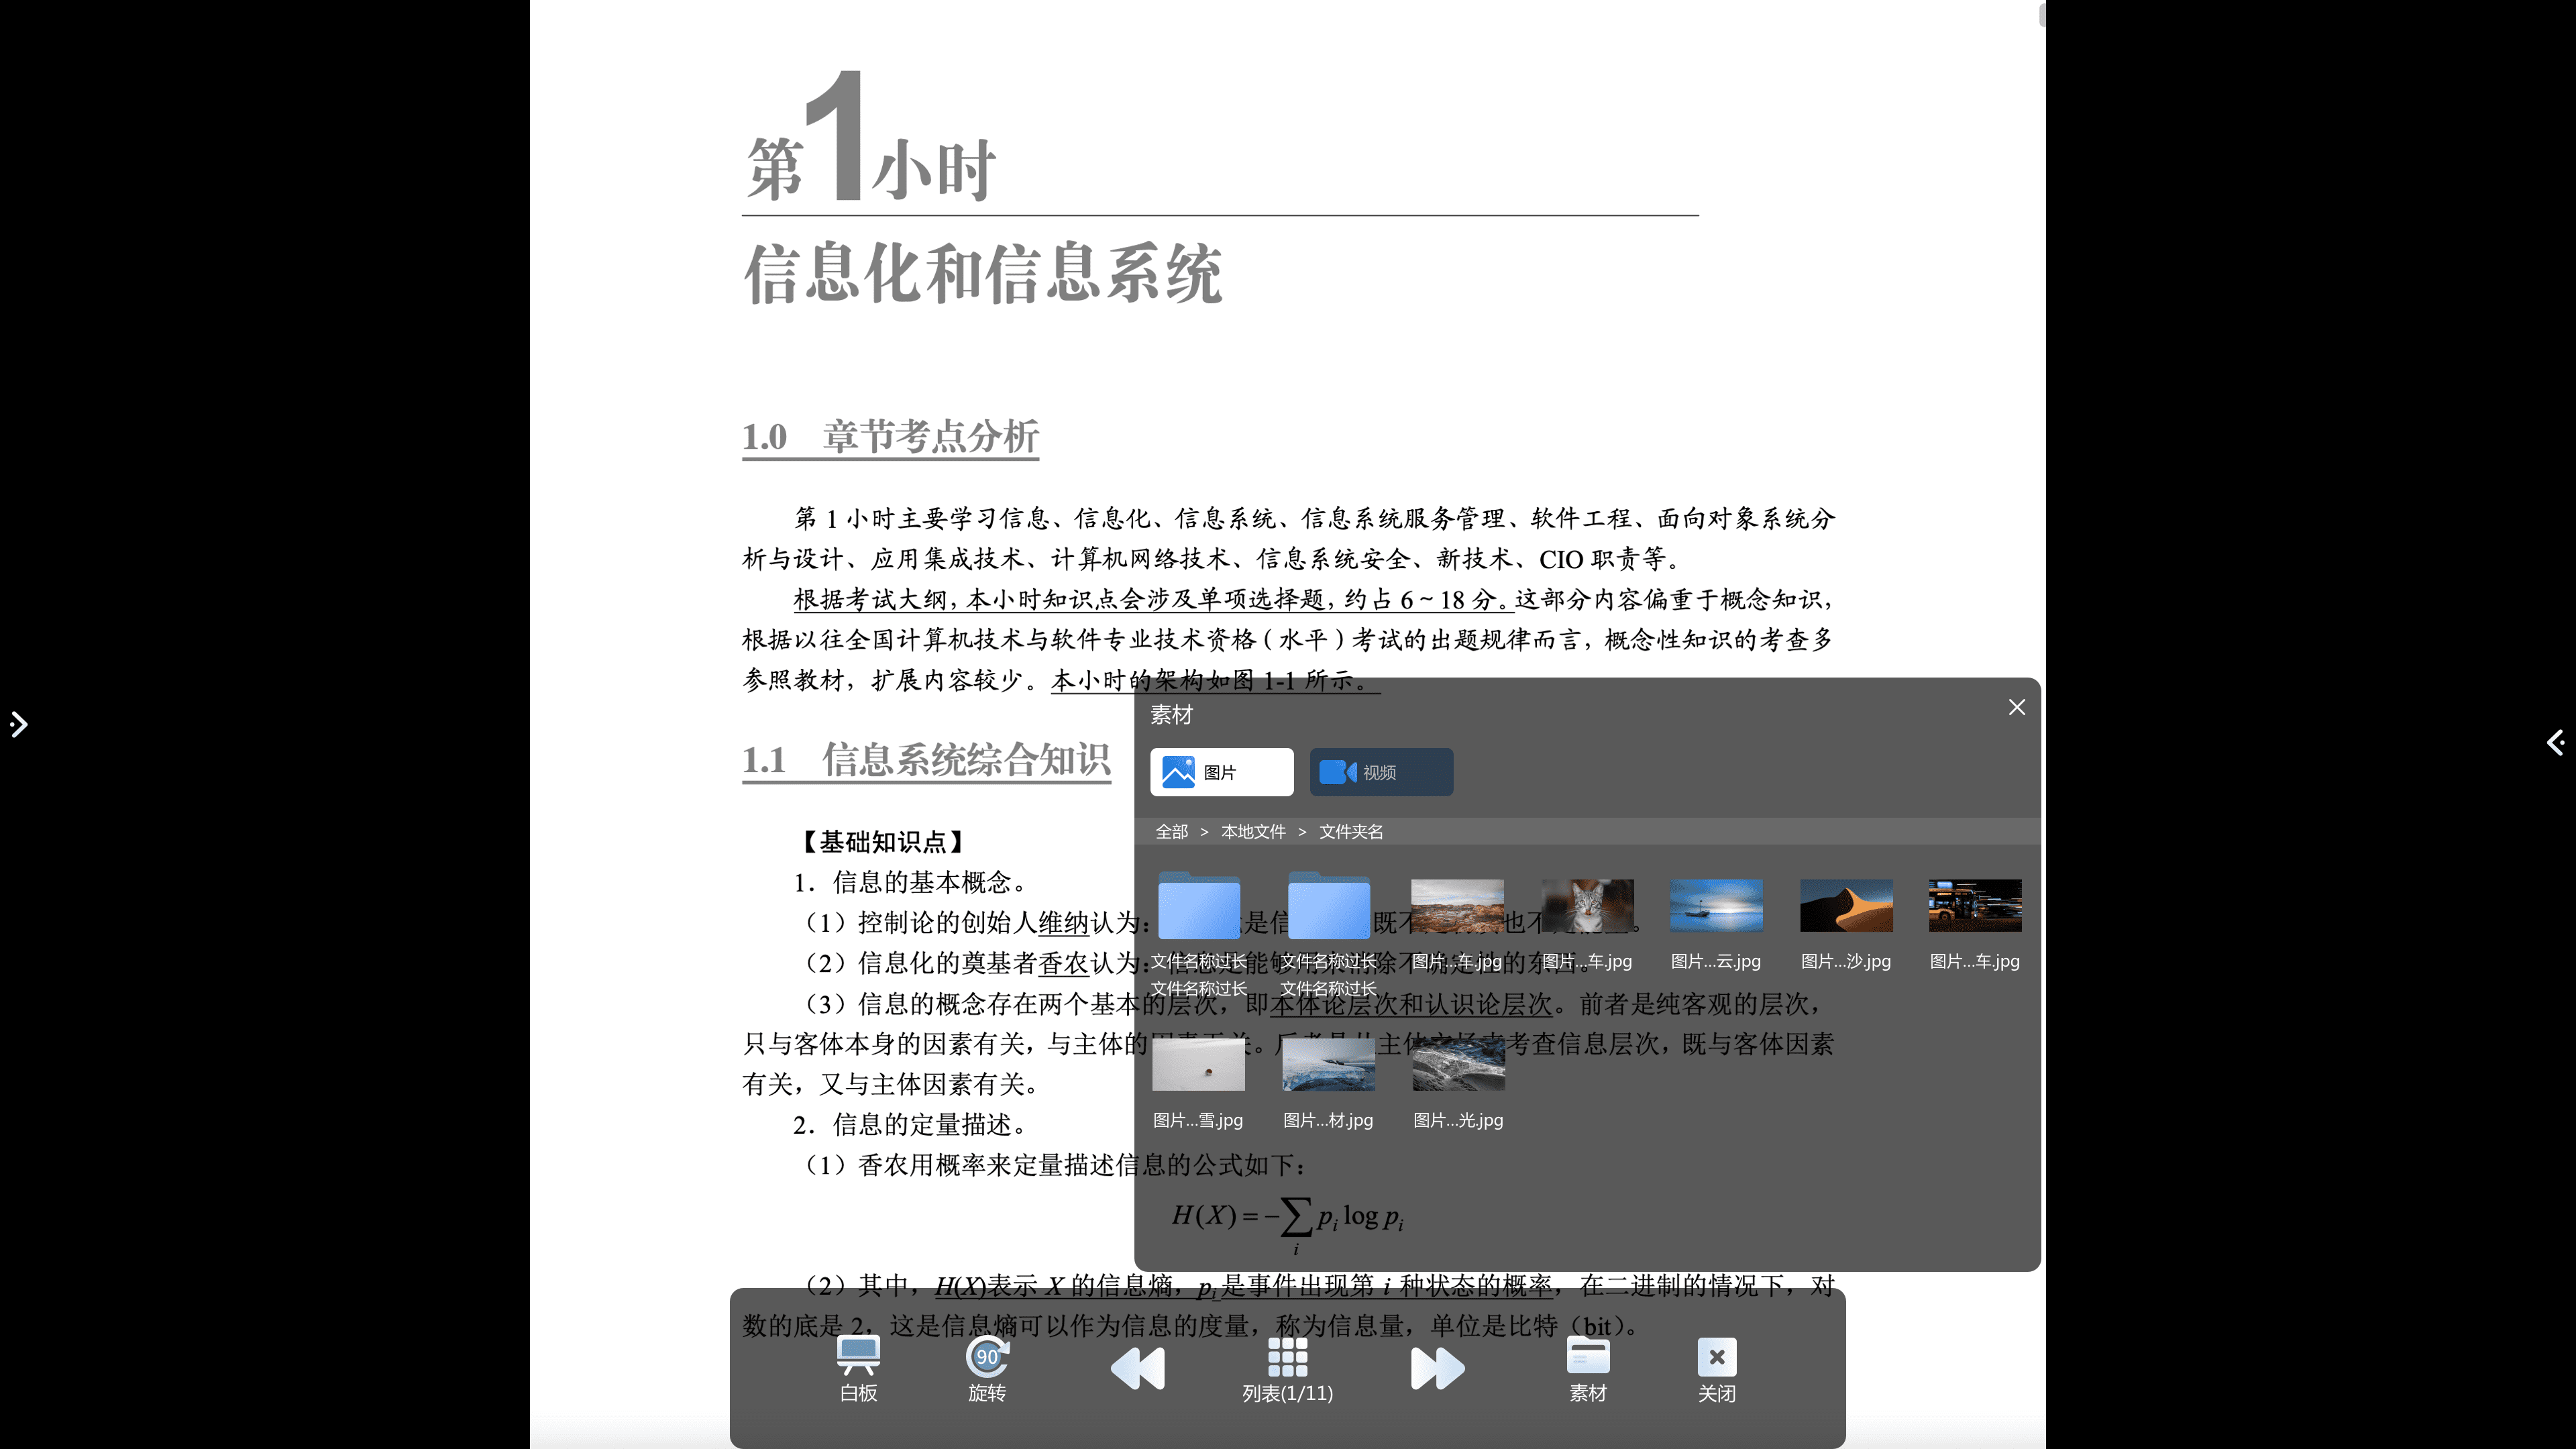 第1小时
信息化和信息系统
1.0 章节考点分析
第 1 小时主要学习信息、信息化、信息系统、信息系统服务管理、软件工程、面向对象系统分
析与设计、应用集成技术、计算机网络技术、信息系统安全、新技术、CIO 职责等。
根据考试大纲，本小时知识点会涉及单项选择题，约占 6～18 分。这部分内容偏重于概念知识，
根据以往全国计算机技术与软件专业技术资格（水平）考试的出题规律而言，概念性知识的考查多
参照教材，扩展内容较少。本小时的架构如图 1-1 所示。
1.1 信息系统综合知识
【基础知识点】
1．信息的基本概念。
（1）控制论的创始人维纳认为：
（2）信息化的奠基者香农认为：信息是能够用来消除不确定性的东西。
（3）信息的概念存在两个基本的层次，即本体论层次和认识论层次。前者是纯客观的层次，
只与客体本身的因素有关，与主体的因素无关。后者是从主体立场来考查信息层次，既与客体因素
有关，又与主体因素有关。
2．信息的定量描述。
（1）香农用概率来定量描述信息的公式如下：
H(X)=−∑i pi log pi
（2）其中，H(X)表示 X 的信息熵，pi是事件出现第 i 种状态的概率，在二进制的情况下，对
数的底是 2，这是信息熵可以作为信息的度量，称为信息量，单位是比特（bit）。
素材
图片 视频
全部 > 本地文件 > 文件夹名
文件名称过长 文件名称过长 图片...车.jpg 图片...车.jpg 图片...云.jpg 图片...沙.jpg 图片...车.jpg
文件名称过长 文件名称过长
图片...雪.jpg 图片...材.jpg 图片...光.jpg
90
白板 旋转 列表(1/11) 素材 关闭